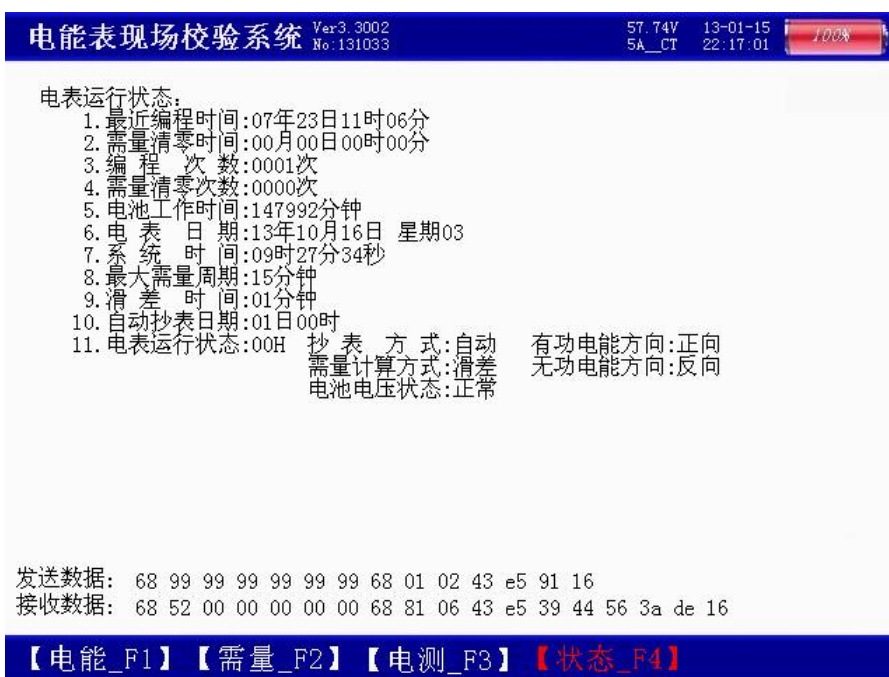 电能表现场校验系统 Ver3.3002 No:131033 57.74V 5A__CT 13-01-15 22:17:01 100%
电表运行状态:
1.最近编程时间:07年23日11时06分
2.需量清零时间:00月00日00时00分
3.编 程 次 数:0001次
4.需量清零次数:0000次
5.电池工作时间:147992分钟
6.电 表 日 期:13年10月16日 星期03
7.系 统 时 间:09时27分34秒
8.最大需量周期:15分钟
9.滑 差 时 间:01分钟
10.自动抄表日期:01日00时
11.电表运行状态:00H 抄 表 方 式:自动 有功电能方向:正向
需量计算方式:滑差 无功电能方向:反向
电池电压状态:正常
发送数据: 68 99 99 99 99 99 99 68 01 02 43 e5 91 16
接收数据: 68 52 00 00 00 00 00 68 81 06 43 e5 39 44 56 3a de 16
【电能_F1】【需量_F2】【电测_F3】【状态_F4】